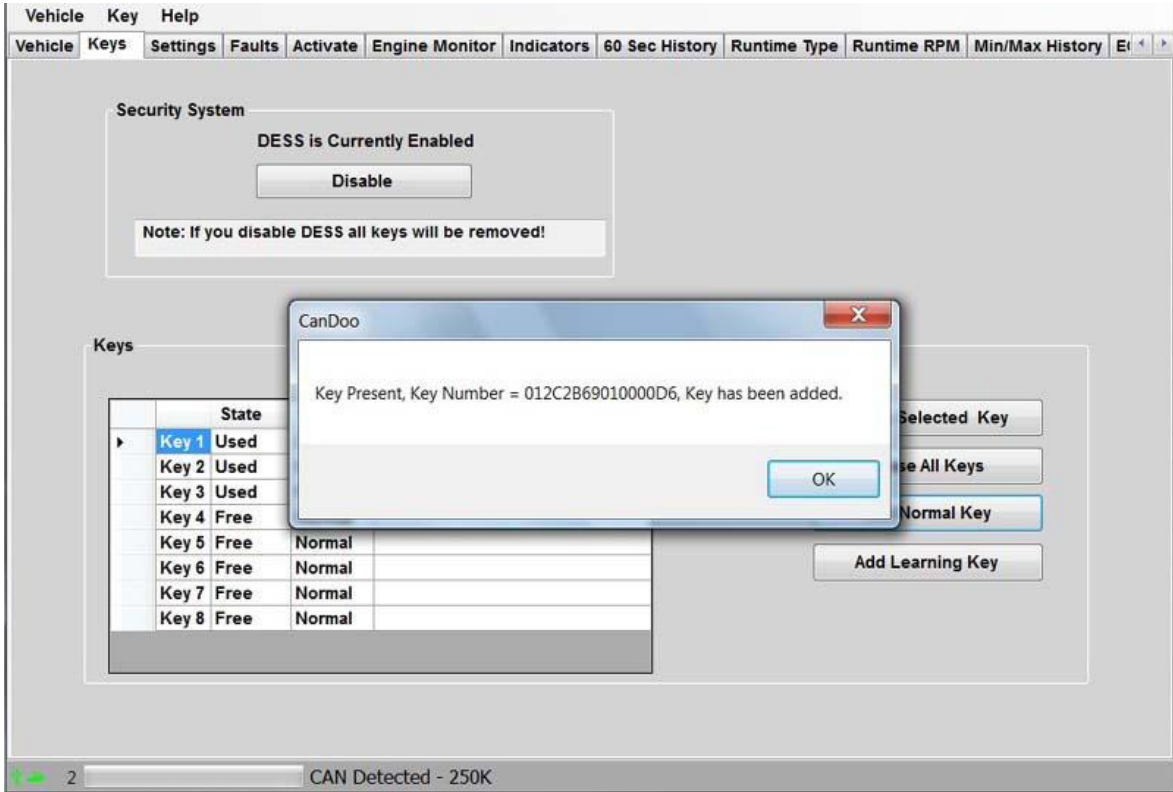 Vehicle Key Help
Vehicle Keys Settings Faults Activate Engine Monitor Indicators 60 Sec History Runtime Type Runtime RPM Min/Max History
Security System
DESS is Currently Enabled
Disable
Note: If you disable DESS all keys will be removed!
CanDoo
X
Keys
Key Present, Key Number = 012C2B69010000D6, Key has been added.
State
Selected Key
Key 1 Used
Key 2 Used
All Keys
OK
Key 3 Used
Key 4 Free
Normal Key
Key 5 Free Normal
Key 6 Free Normal
Add Learning Key
Key 7 Free Normal
Key 8 Free Normal
2 CAN Detected - 250K